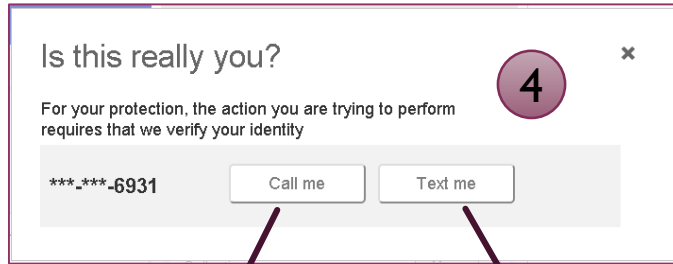 Is this really you?
4
For your protection, the action you are trying to perform
requires that we verify your identity
***-***-6931 Call me Text me